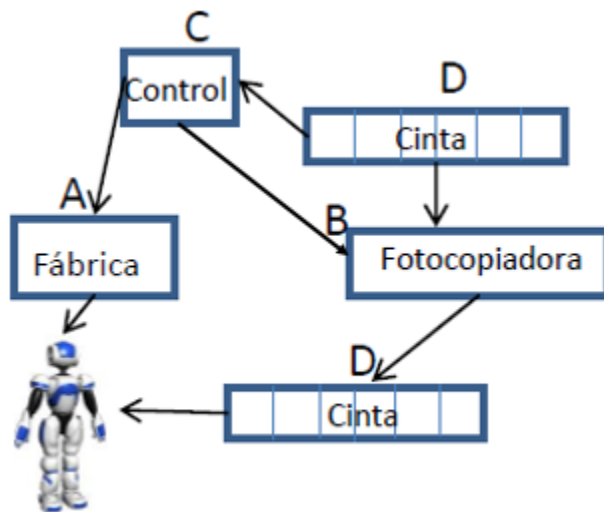 C
Control
D
Cinta
A
Fábrica
B
Fotocopiadora
D
Cinta